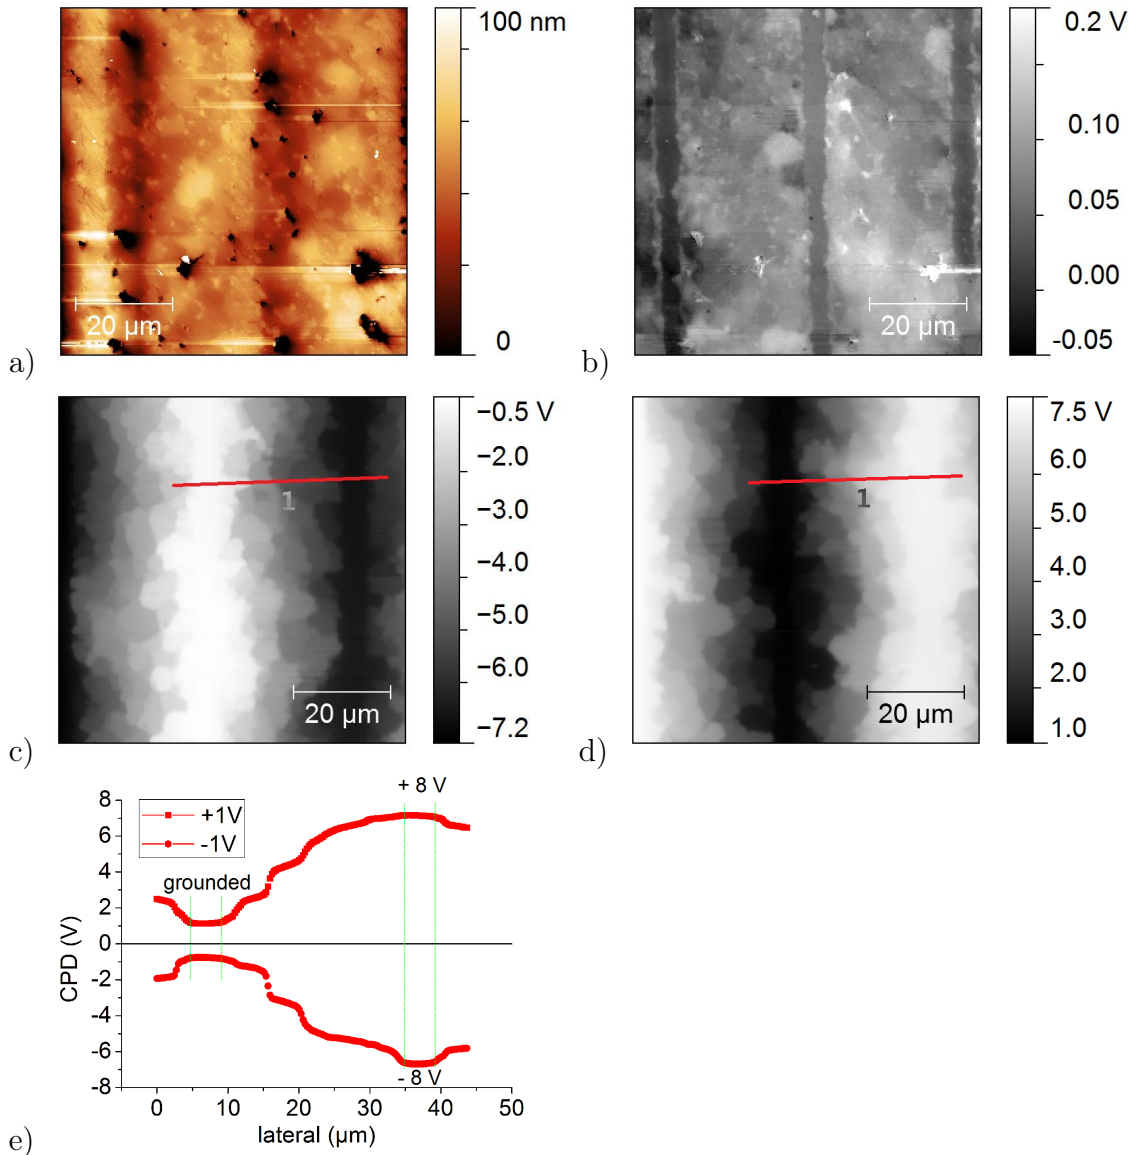 100 nm
0
20 µm
a)
0.2 V
0.10
0.05
0.00
-0.05
20 µm
b)
−0.5 V
−2.0
−3.0
−4.0
−5.0
−6.0
−7.2
1
20 µm
c)
7.5 V
6.0
5.0
4.0
3.0
2.0
1.0
1
20 µm
d)
+ 8 V
+1V
-1V
grounded
- 8 V
8
6
4
2
0
-2
-4
-6
-8
CPD (V)
0 10 20 30 40 50
lateral (µm)
e)